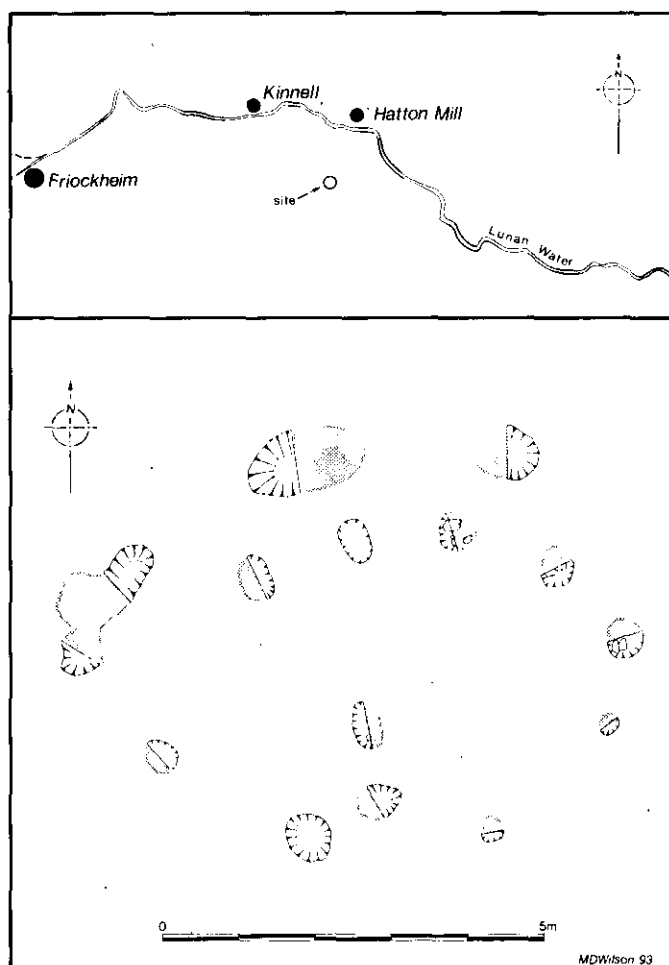 N
Kinnell
Hatton Mill
Friockheim
site
Lunan Water
N
0 5m
MDWilson 93